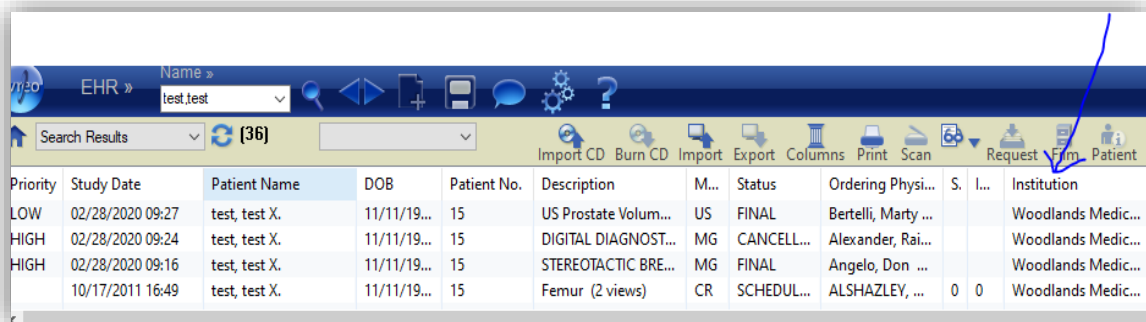 Name »
EHR »
test,test
?
Search Results (36)
Import CD Burn CD Import Export Columns Print Scan Request Film Patient
Priority Study Date Patient Name DOB Patient No. Description M... Status Ordering Physi... S. I... Institution
LOW 02/28/2020 09:27 test, test X. 11/11/19... 15 US Prostate Volum... US FINAL Bertelli, Marty ... Woodlands Medic...
HIGH 02/28/2020 09:24 test, test X. 11/11/19... 15 DIGITAL DIAGNOST... MG CANCELL... Alexander, Rai... Woodlands Medic...
HIGH 02/28/2020 09:16 test, test X. 11/11/19... 15 STEREOTACTIC BRE... MG FINAL Angelo, Don ... Woodlands Medic...
10/17/2011 16:49 test, test X. 11/11/19... 15 Femur (2 views) CR SCHEDUL... ALSHAZLEY, ... 0 0 Woodlands Medic...